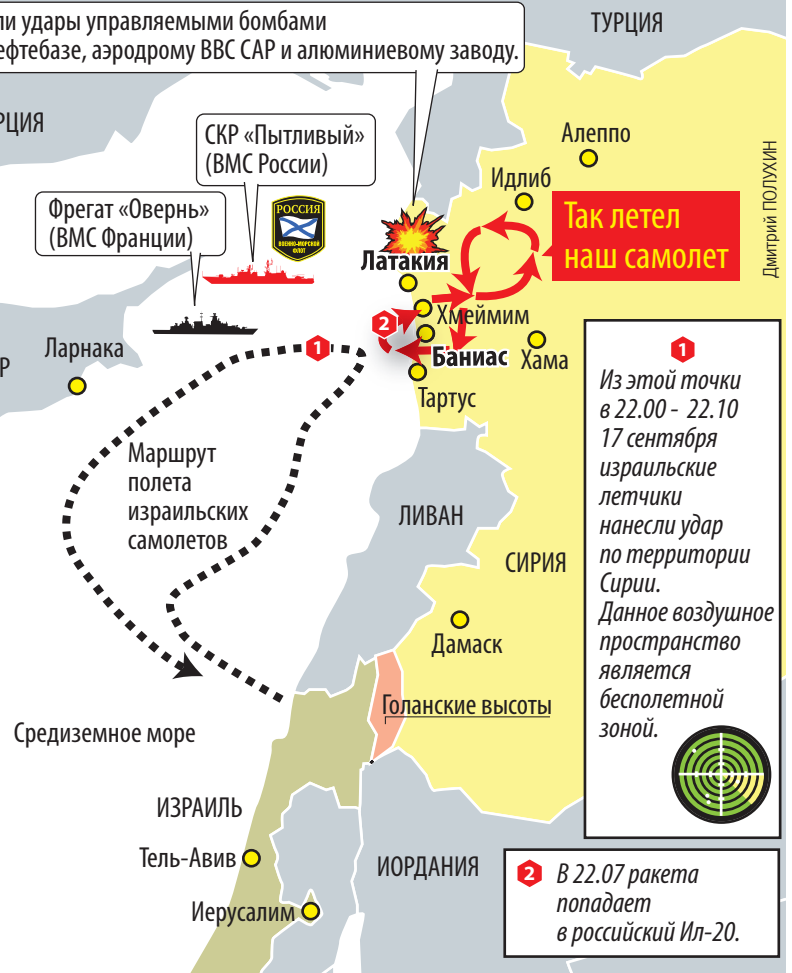 ли удары управляемыми бомбами
ефтебазе, аэродрому ВВС САР и алюминиевому заводу.
ТУРЦИЯ
РЦИЯ
СКР «Пытливый»
(ВМС России)
Фрегат «Овернь»
(ВМС Франции)
РОССИЯ
ВОЕННО-МОРСКОЙ
ФЛОТ
Алеппо
Идлиб
Так летел
наш самолет
Дмитрий ПОЛУХИН
Латакия
Хмеймим
2
Баниас
Хама
Тартус
Ларнака
Р
1
Маршрут
полета
израильских
самолетов
ЛИВАН
СИРИЯ
Дамаск
Голанские высоты
Средиземное море
ИЗРАИЛЬ
Тель-Авив
Иерусалим
ИОРДАНИЯ
1
Из этой точки
в 22.00 - 22.10
17 сентября
израильские
летчики
нанесли удар
по территории
Сирии.
Данное воздушное
пространство
является
бесполетной
зоной.
2 В 22.07 ракета
попадает
в российский Ил-20.